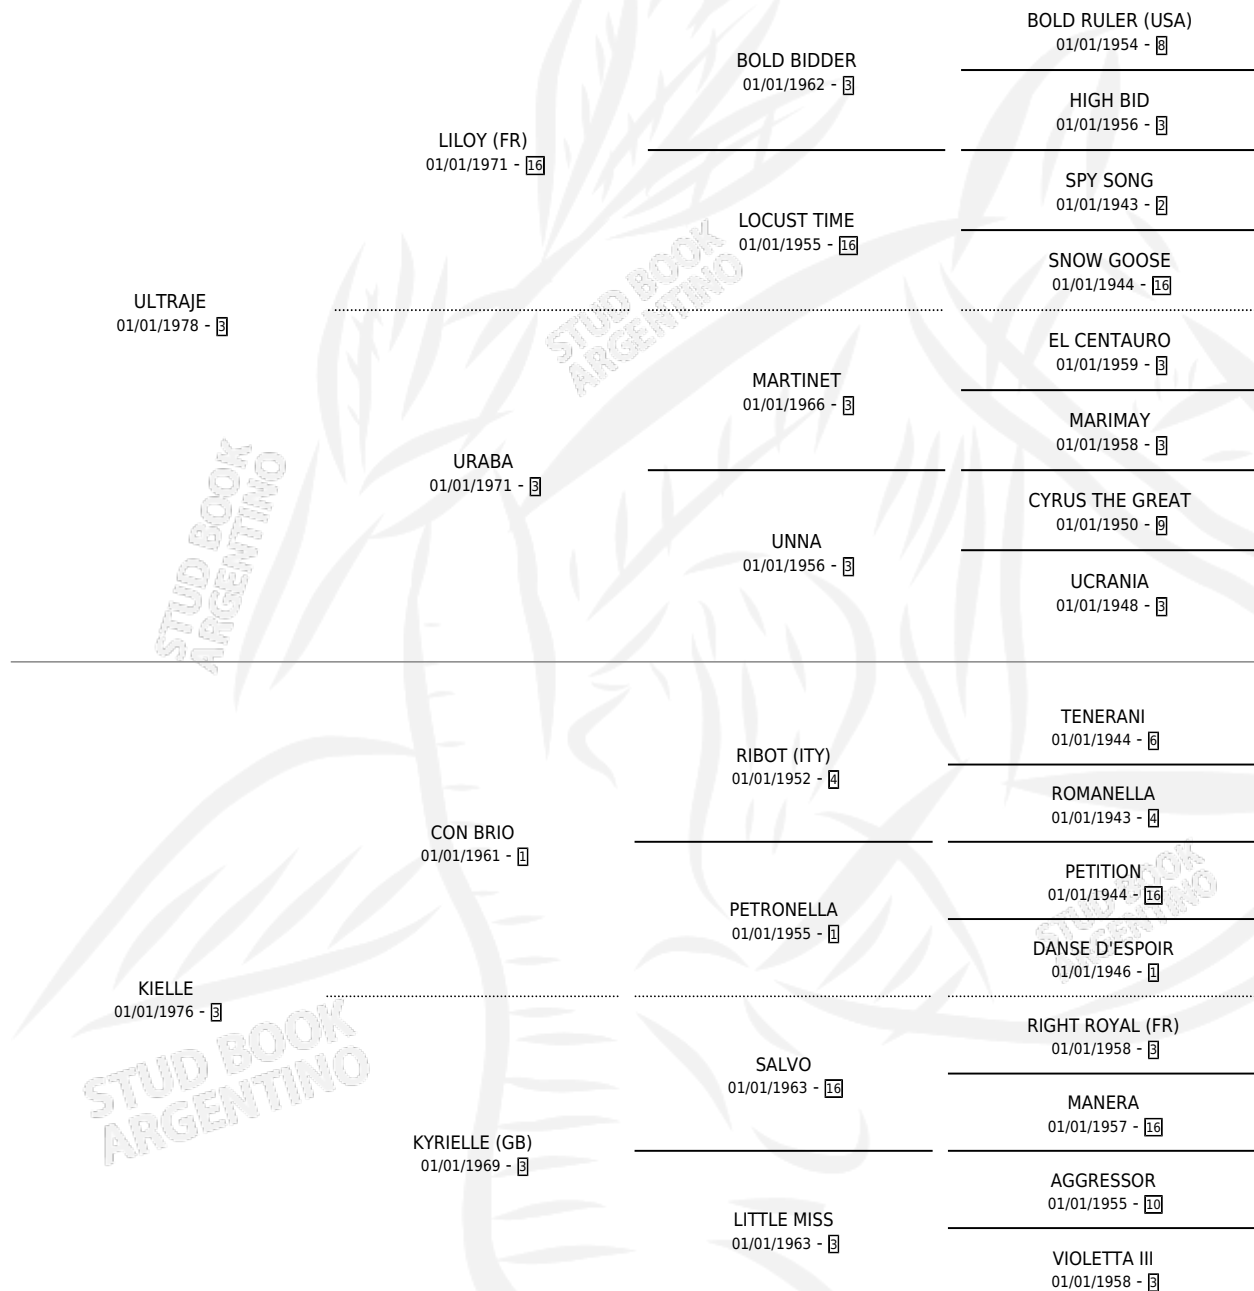 BOLD RULER (USA)
01/01/1954 - 8
BOLD BIDDER
01/01/1962 - 3
HIGH BID
01/01/1956 - 3
LILOY (FR)
01/01/1971 - 16
SPY SONG
01/01/1943 - 2
LOCUST TIME
01/01/1955 - 16
SNOW GOOSE
01/01/1944 - 16
ULTRAJE
01/01/1978 - 3
EL CENTAURO
01/01/1959 - 3
MARTINET
01/01/1966 - 3
MARIMAY
01/01/1958 - 3
URABA
01/01/1971 - 3
CYRUS THE GREAT
01/01/1950 - 9
UNNA
01/01/1956 - 3
UCRANIA
01/01/1948 - 3
STUD BOOK
ARGENTINO
STUD BOOK
ARGENTINO
TENERANI
01/01/1944 - 6
RIBOT (ITY)
01/01/1952 - 4
ROMANELLA
01/01/1943 - 4
CON BRIO
01/01/1961 - 1
PETITION
01/01/1944 - 16
PETRONELLA
01/01/1955 - 1
DANSE D'ESPOIR
01/01/1946 - 1
KIELLE
01/01/1976 - 3
RIGHT ROYAL (FR)
01/01/1958 - 3
SALVO
01/01/1963 - 16
MANERA
01/01/1957 - 16
KYRIELLE (GB)
01/01/1969 - 3
AGGRESSOR
01/01/1955 - 10
LITTLE MISS
01/01/1963 - 3
VIOLETTA III
01/01/1958 - 3
STUD BOOK
ARGENTINO
STUD BOOK
ARGENTINO